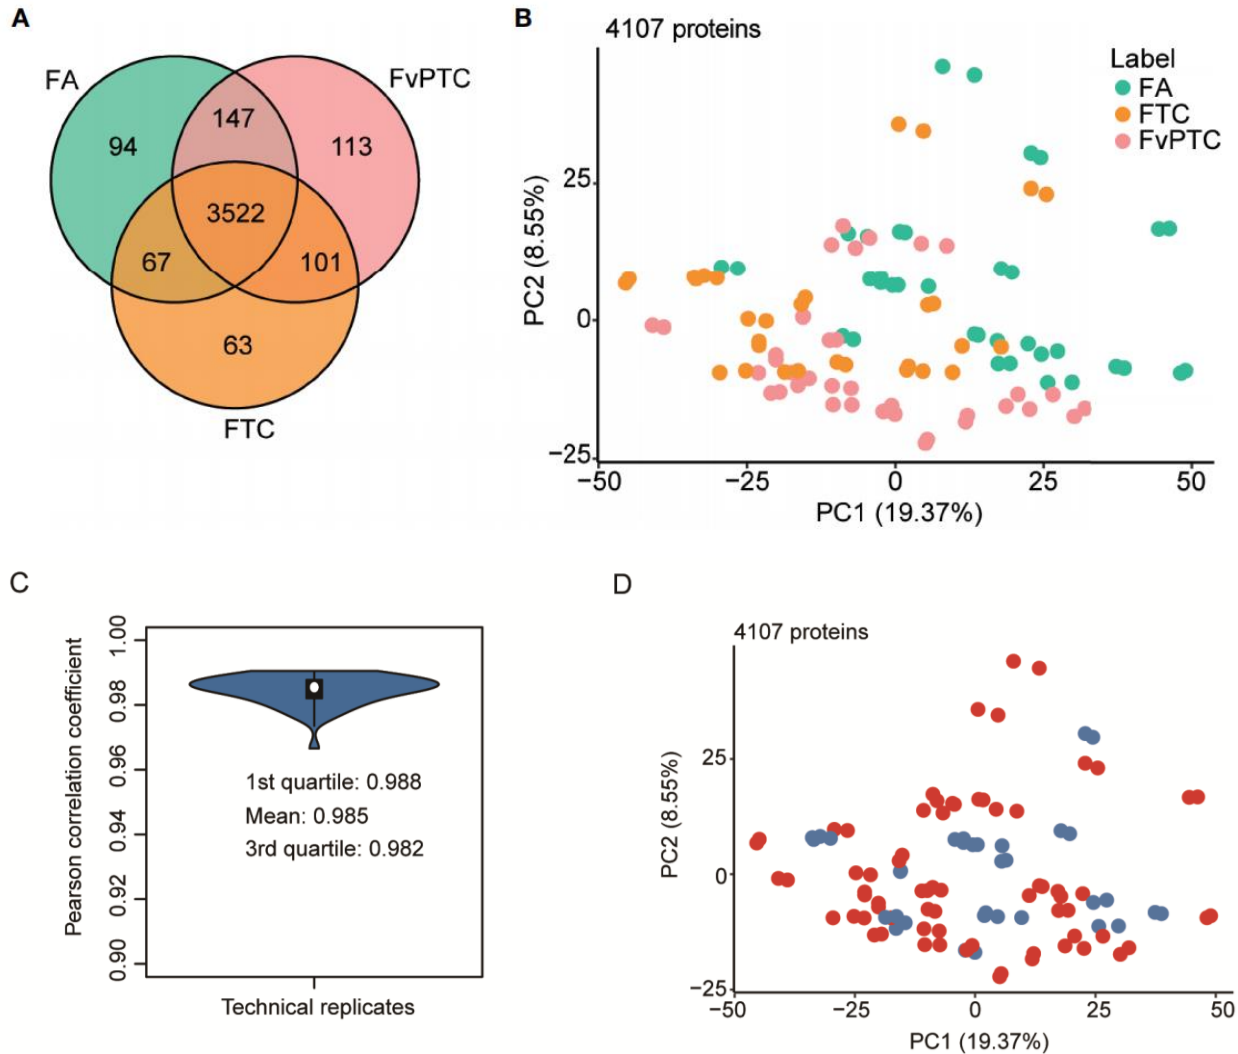 A
FA
FvPTC
147
94
113
3522
67
101
63
FTC
B
4107 proteins
Label
FA
FTC
FvPTC
25
0
−25
PC2 (8.55%)
−50
−25
0
25
50
PC1 (19.37%)
C
1.00
0.98
0.96
0.94
0.92
0.90
Pearson correlation coefficient
1st quartile: 0.988
Mean: 0.985
3rd quartile: 0.982
Technical replicates
D
4107 proteins
25
0
−25
PC2 (8.55%)
−50
−25
0
25
50
PC1 (19.37%)